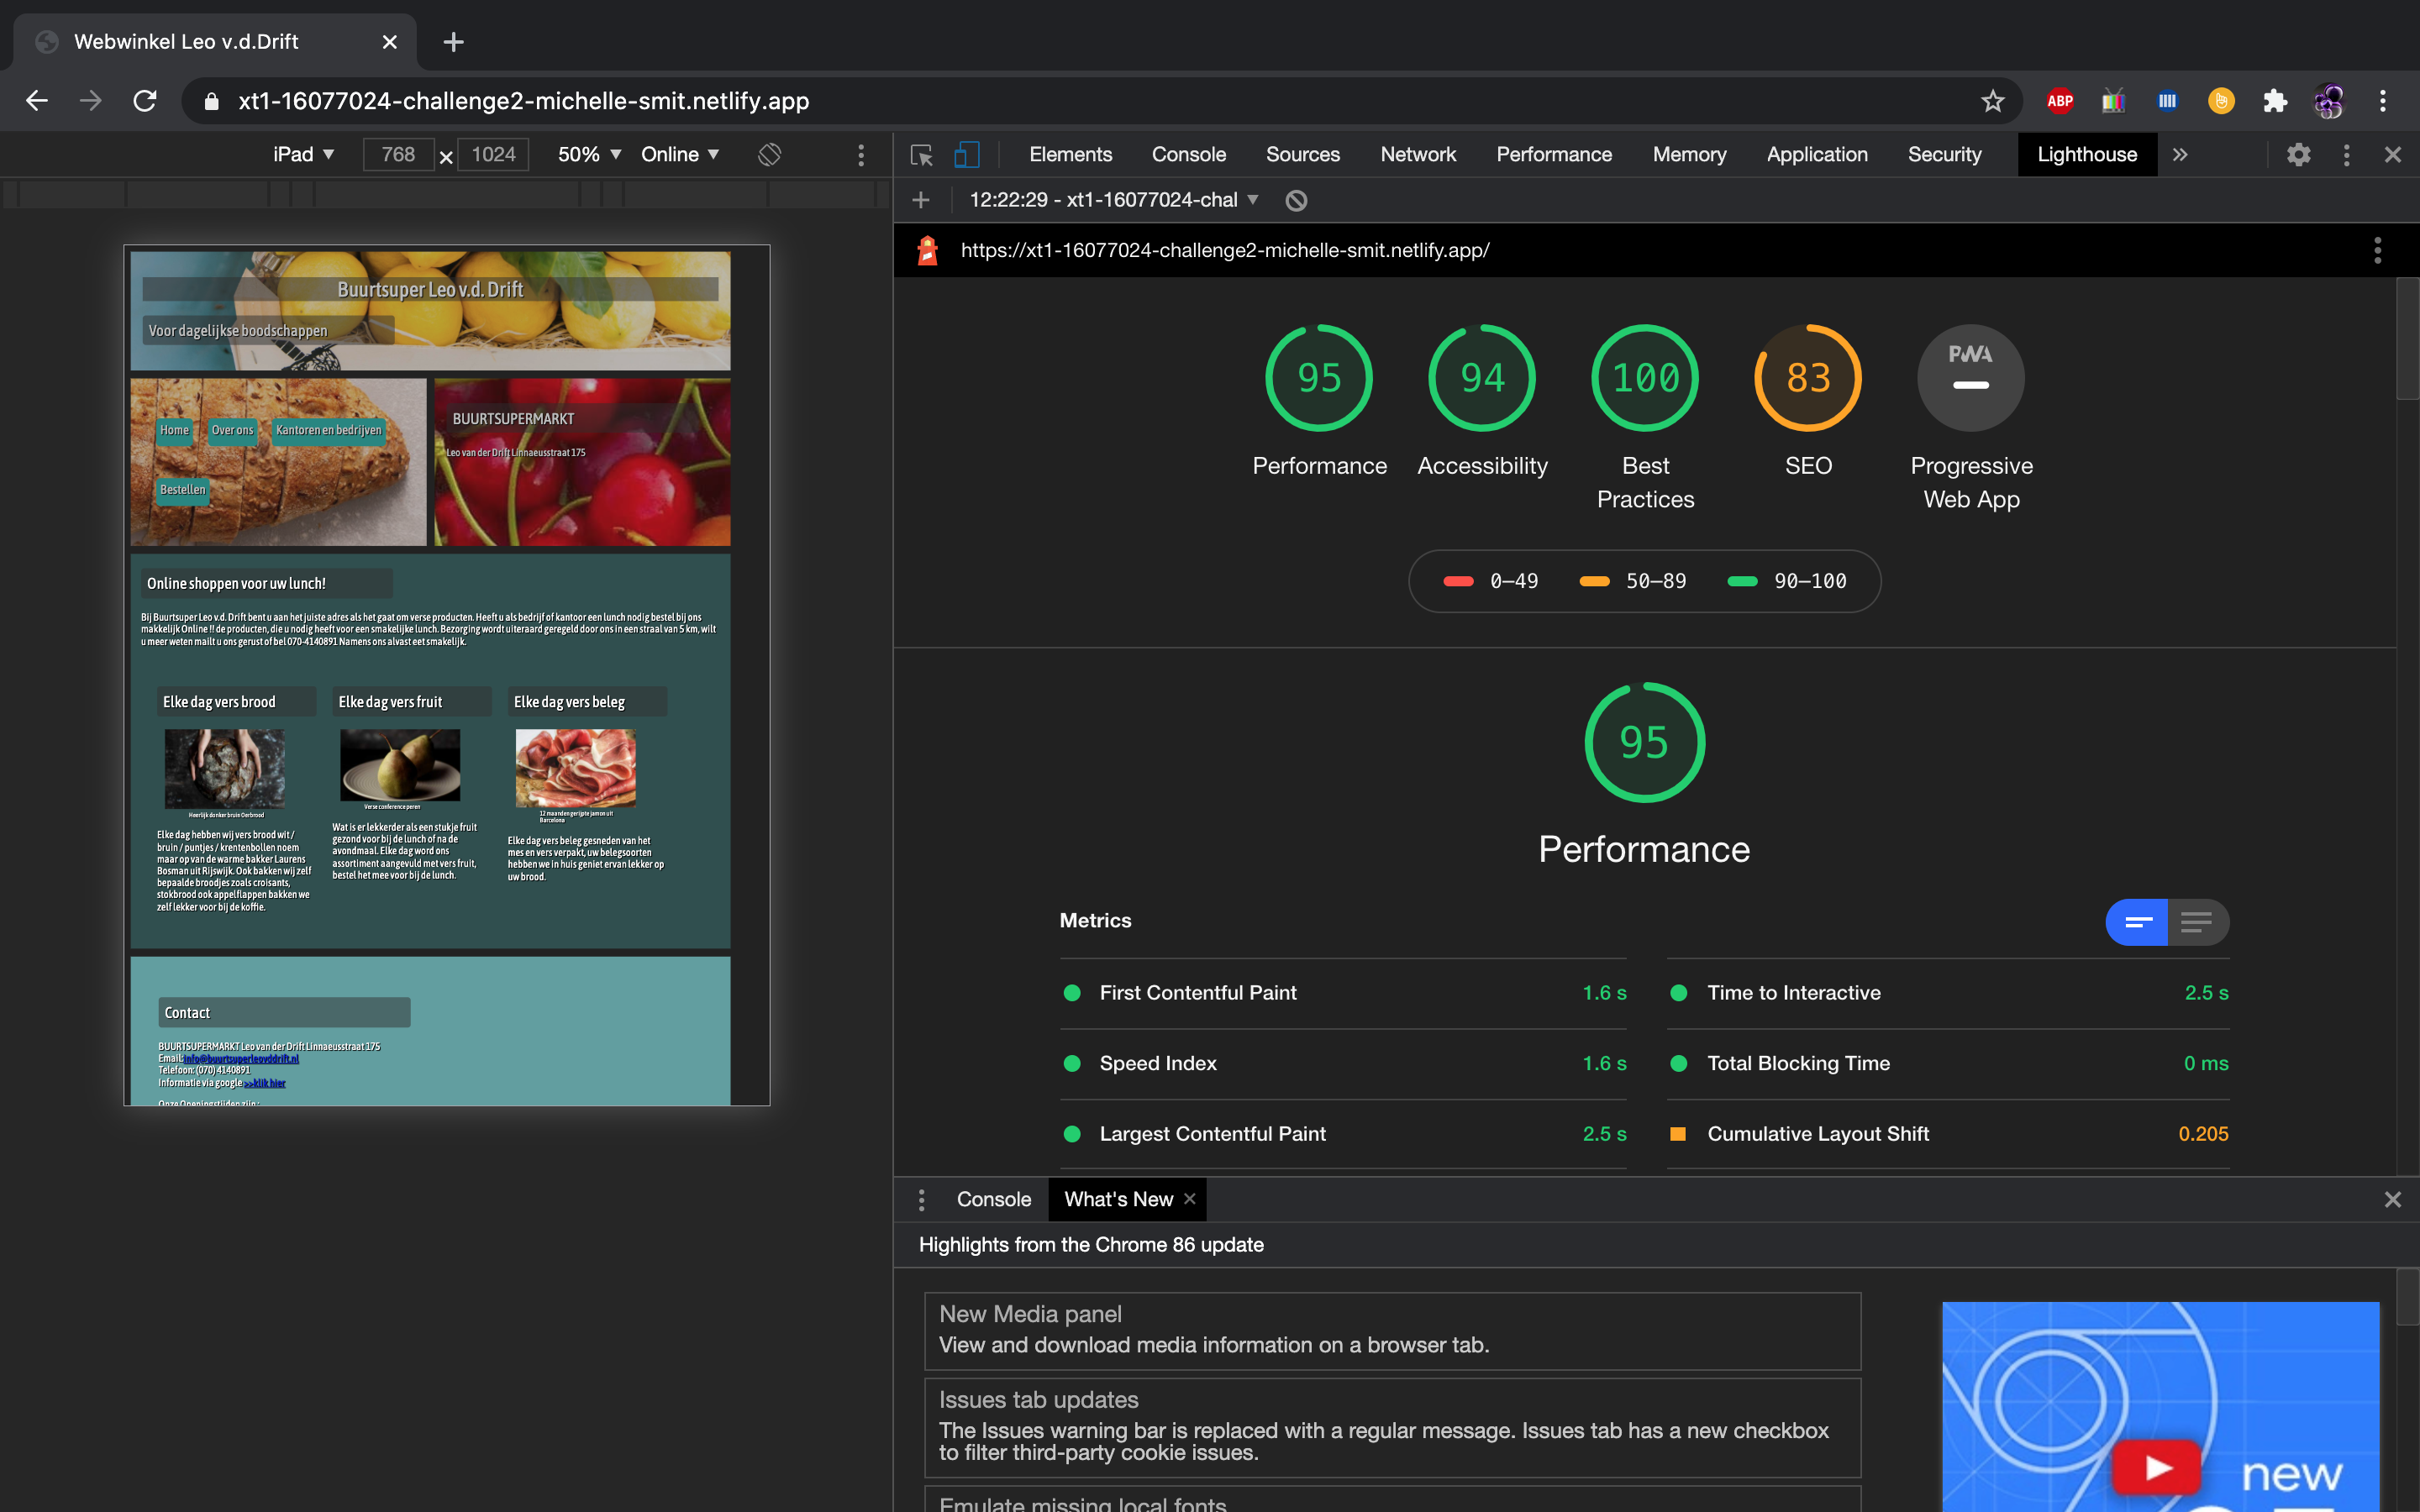 Webwinkel Leo v.d.Drift
xt1-16077024-challenge2-michelle-smit.netlify.app
ABP
iPad 768 × 1024 50% Online
Elements Console Sources Network Performance Memory Application Security Lighthouse
12:22:29 - xt1-16077024-chal
https://xt1-16077024-challenge2-michelle-smit.netlify.app/
Buurtsuper Leo v.d. Drift
Voor dagelijkse boodschappen
Home Over ons Kantoren en bedrijven
Bestellen
BUURTSUPERMARKT
Leo van der Drift Linnaeusstraat 175
Online shoppen voor uw lunch!
Bij Buurtsuper Leo v.d. Drift bent u aan het juiste adres als het gaat om verse producten. Heeft u als bedrijf of kantoor een lunch nodig bestel bij ons
makkelijk Online !! de producten, die u nodig heeft voor een smakelijke lunch. Bezorging wordt uiteraard geregeld door ons in een straal van 5 km, wilt
u meer weten mailt u ons gerust of bel 070-4140891 Namens ons alvast eet smakelijk.
Elke dag vers brood
Heerlijk donker bruin Oerbrood
Elke dag hebben wij vers brood wit /
bruin / puntjes / krentenbollen noem
maar op van de warme bakker Laurens
Bosman uit Rijswijk. Ook bakken wij zelf
bepaalde broodjes zoals croisants,
stokbrood ook appelflappen bakken we
zelf lekker voor bij de koffie.
Elke dag vers fruit
Verse conference peren
Wat is er lekkerder als een stukje fruit
gezond voor bij de lunch of na de
avondmaal. Elke dag word ons
assortiment aangevuld met vers fruit,
bestel het mee voor bij de lunch.
Elke dag vers beleg
12 maanden gerijpte jamon uit
Barcelona
Elke dag vers beleg gesneden van het
mes en vers verpakt, uw belegsoorten
hebben we in huis geniet ervan lekker op
uw brood.
Contact
BUURTSUPERMARKT Leo van der Drift Linnaeusstraat 175
Email:info@buurtsuperleovddrift.nl
Telefoon: (070) 4140891
Informatie via google >>klik hier
Onze Openingstijden zijn :
95 94 100 83 PWA
Performance Accessibility Best Practices SEO Progressive Web App
0–49 50–89 90–100
95
Performance
Metrics
First Contentful Paint 1.6 s
Time to Interactive 2.5 s
Speed Index 1.6 s
Total Blocking Time 0 ms
Largest Contentful Paint 2.5 s
Cumulative Layout Shift 0.205
Console What's New
Highlights from the Chrome 86 update
New Media panel
View and download media information on a browser tab.
Issues tab updates
The Issues warning bar is replaced with a regular message. Issues tab has a new checkbox
to filter third-party cookie issues.
Emulate missing local fonts
new